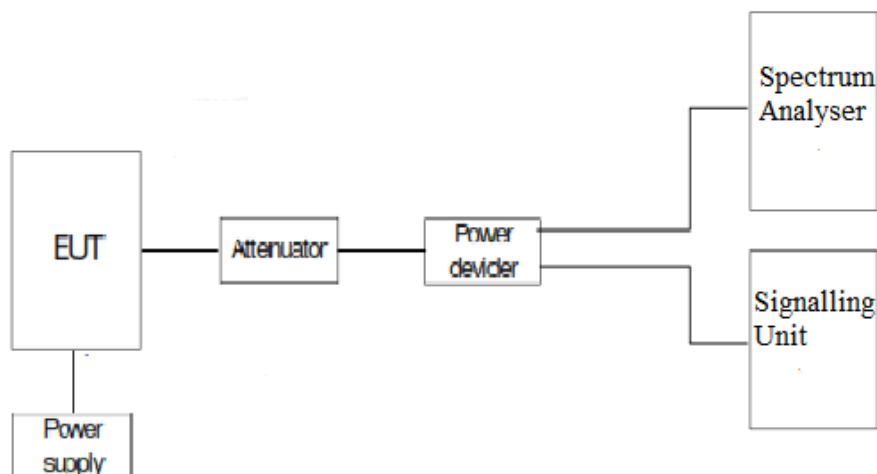 Spectrum
Analyser
EUT
Attenuator
Power
devider
Signalling
Unit
Power
supply